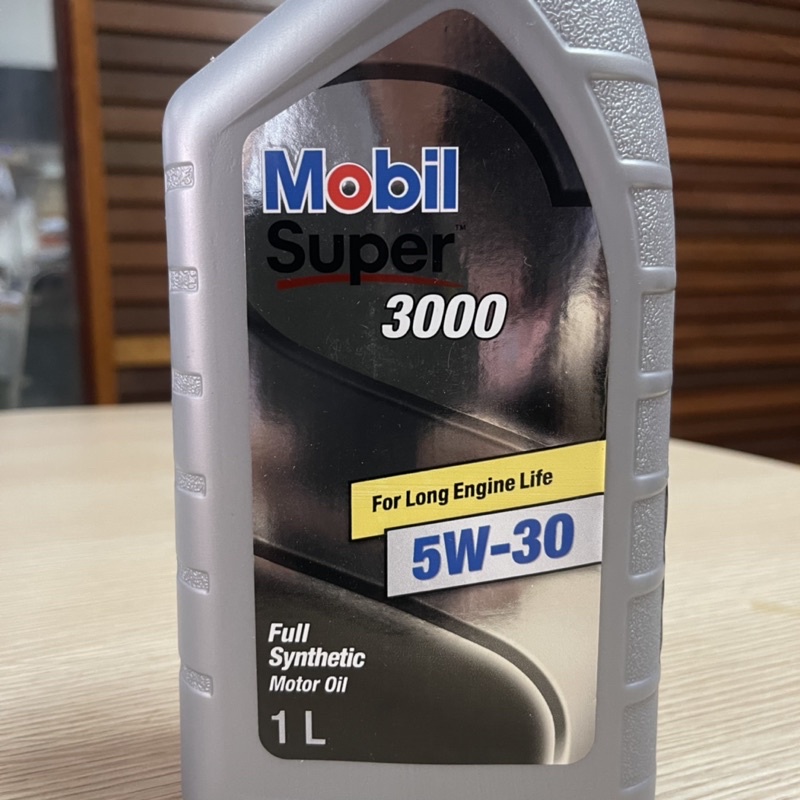 Mobil
Super™
3000
For Long Engine Life
5W-30
Full
Synthetic
Motor Oil
1 L